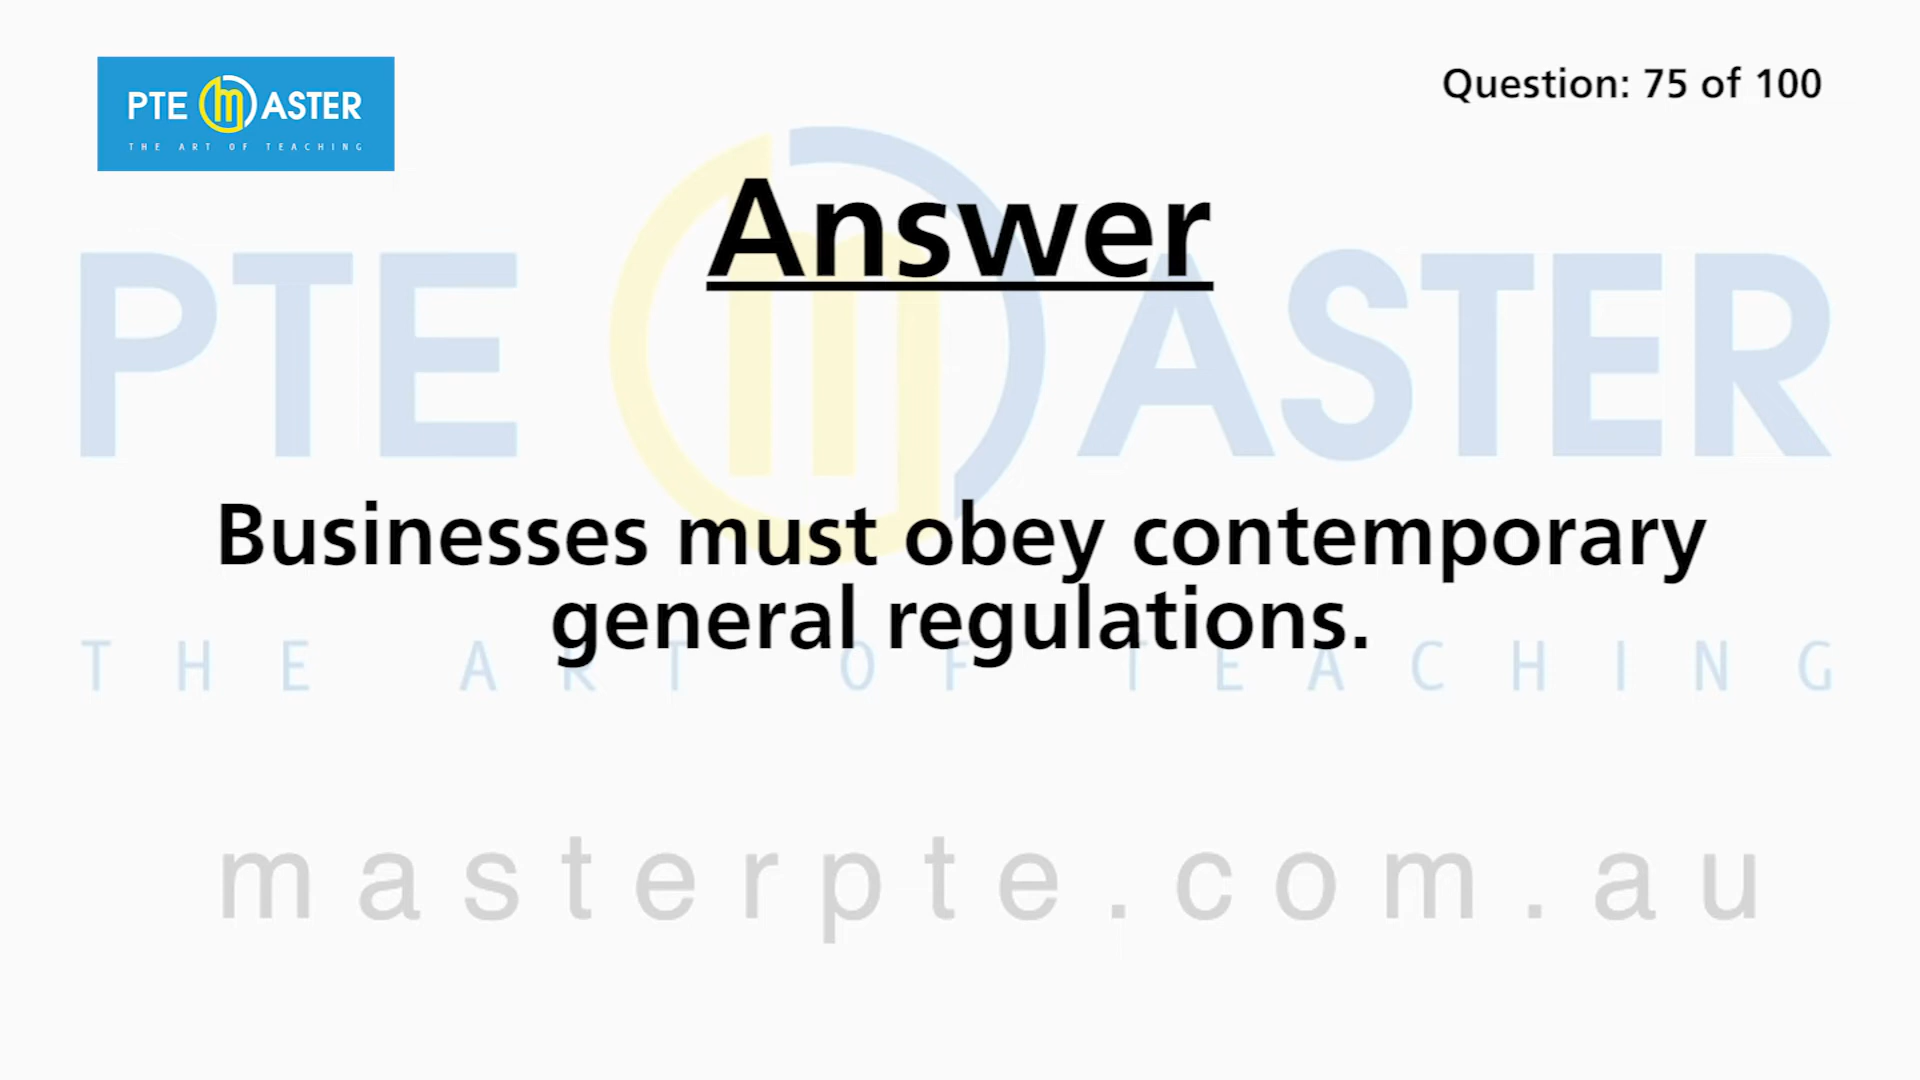 PTE MASTER
THE ART OF TEACHING
Question: 75 of 100
Answer
PTE MASTER
Businesses must obey contemporary
general regulations.
THE ART OF TEACHING
masterpte.com.au